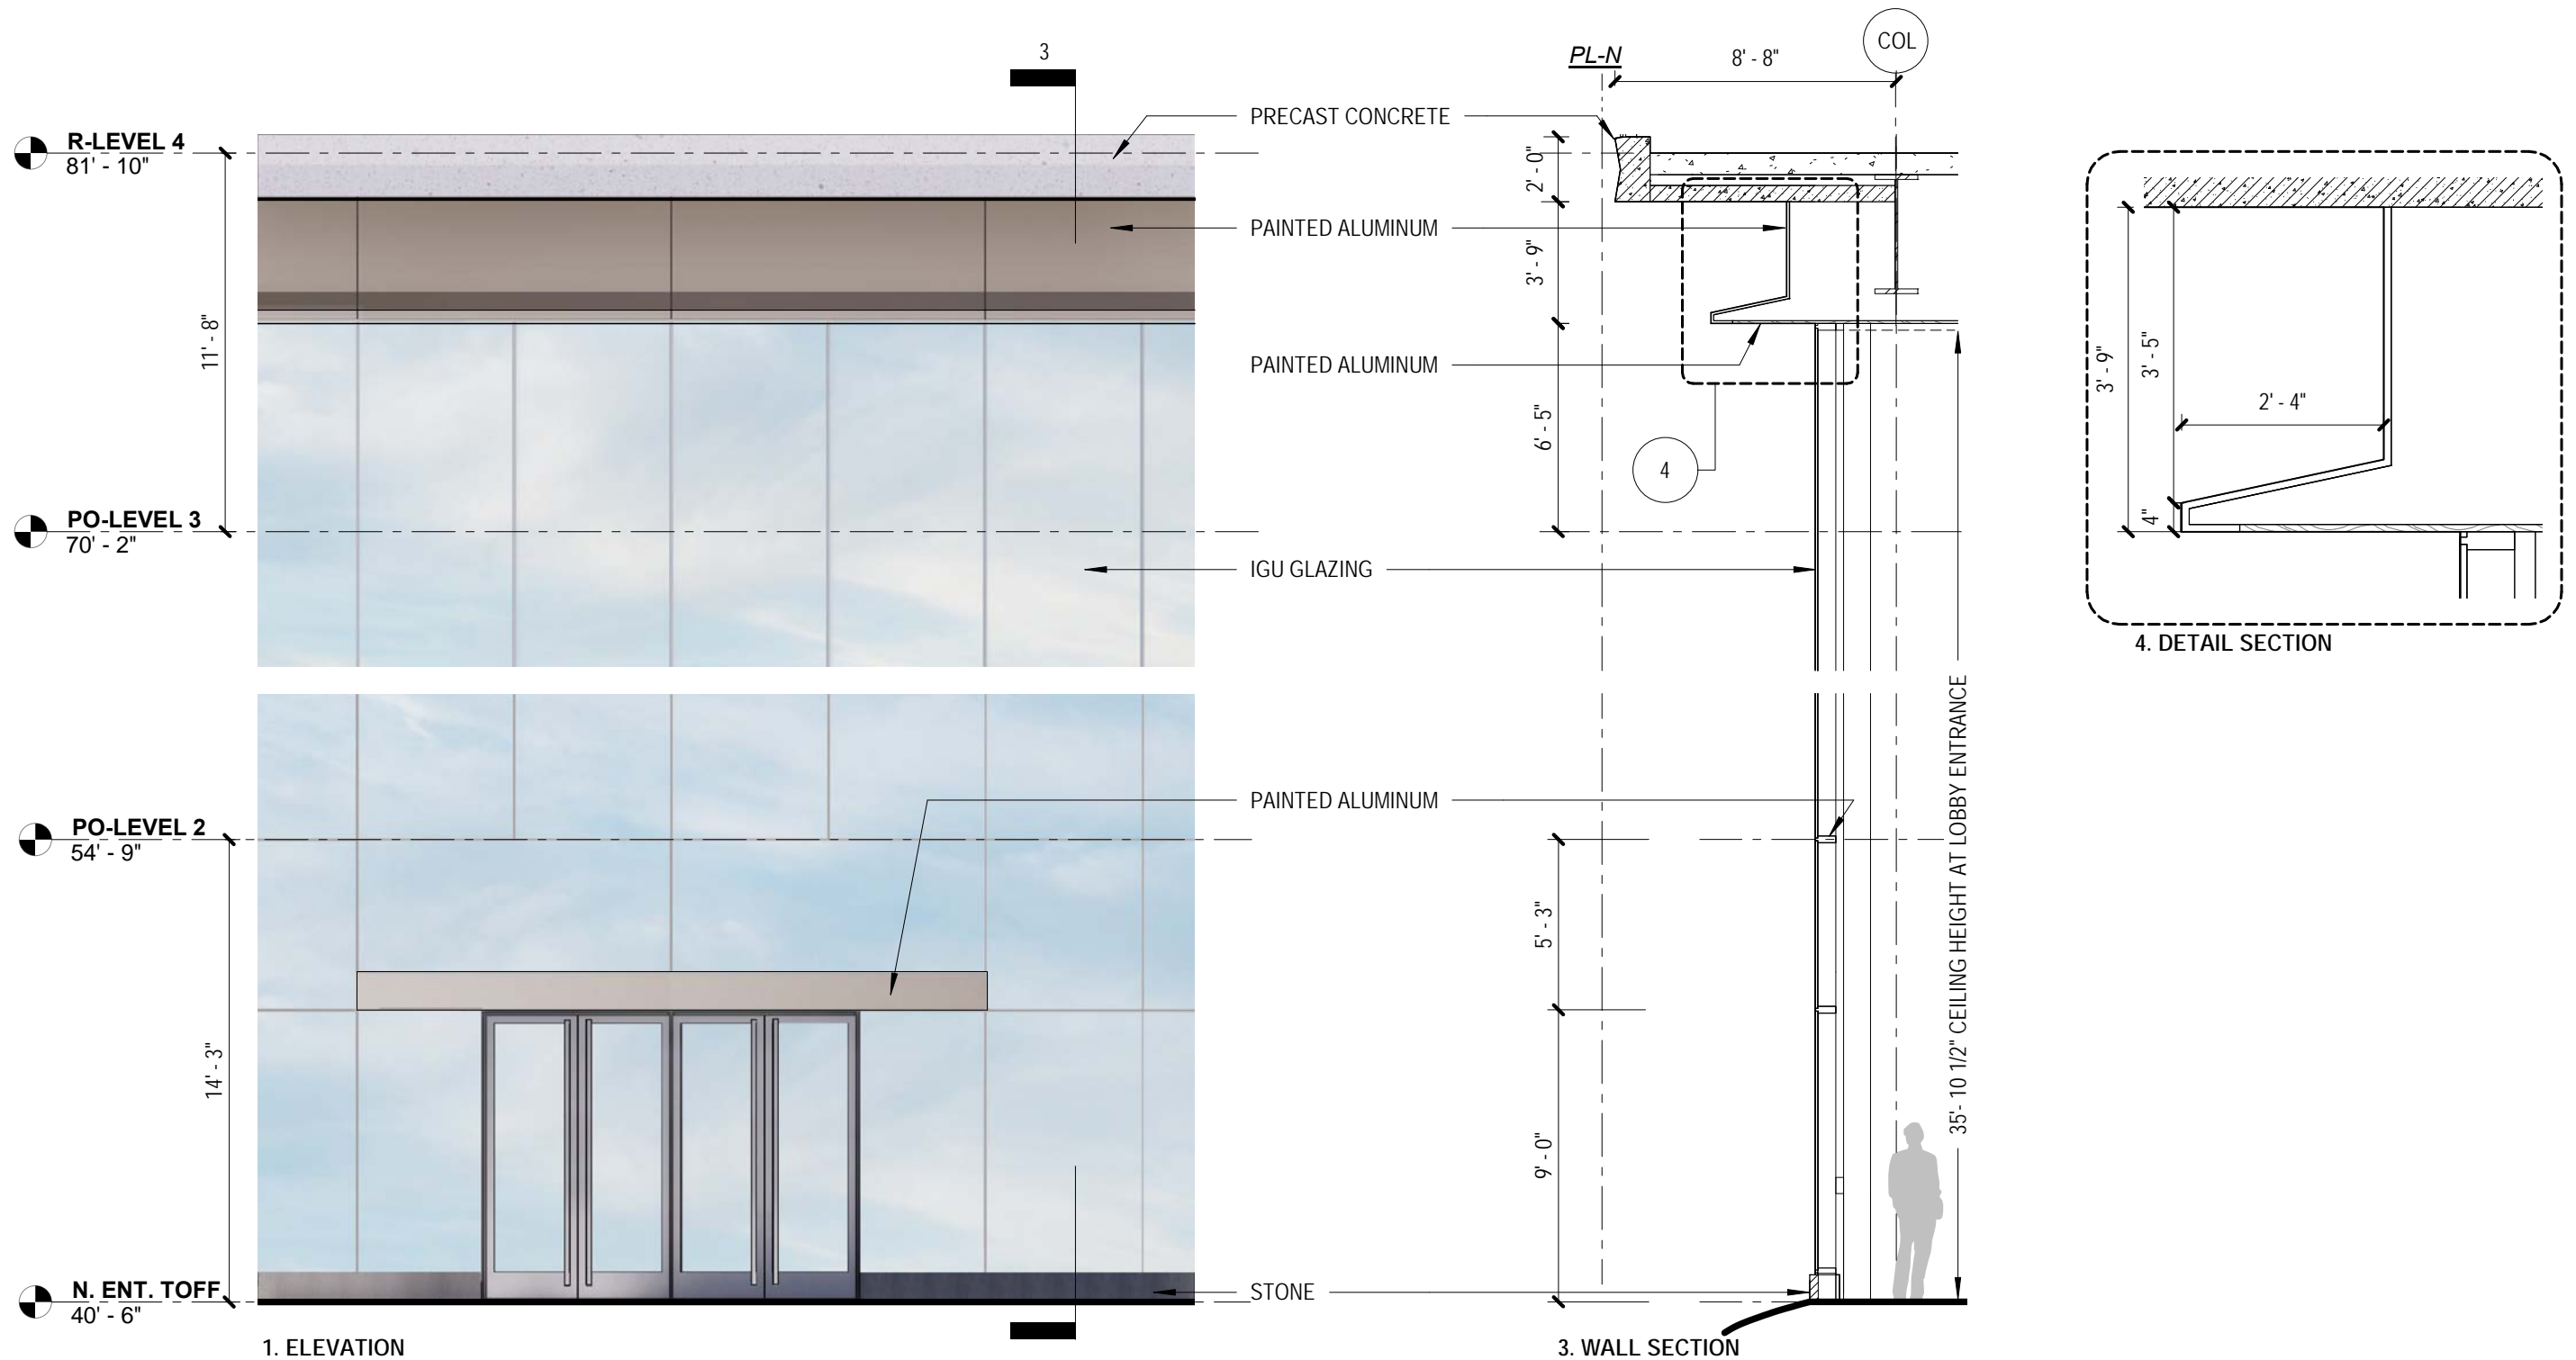 3
PL-N
8' - 8"
COL
PRECAST CONCRETE
R-LEVEL 4
81' - 10"
2' - 0"
PAINTED ALUMINUM
3' - 9"
11' - 8"
PAINTED ALUMINUM
6' - 5"
4
3' - 9"
3' - 5"
2' - 4"
4"
PO-LEVEL 3
70' - 2"
IGU GLAZING
4. DETAIL SECTION
PAINTED ALUMINUM
PO-LEVEL 2
54' - 9"
5' - 3"
35'- 10 1/2" CEILING HEIGHT AT LOBBY ENTRANCE
14' - 3"
9' - 0"
N. ENT. TOFF
40' - 6"
STONE
1. ELEVATION
3. WALL SECTION